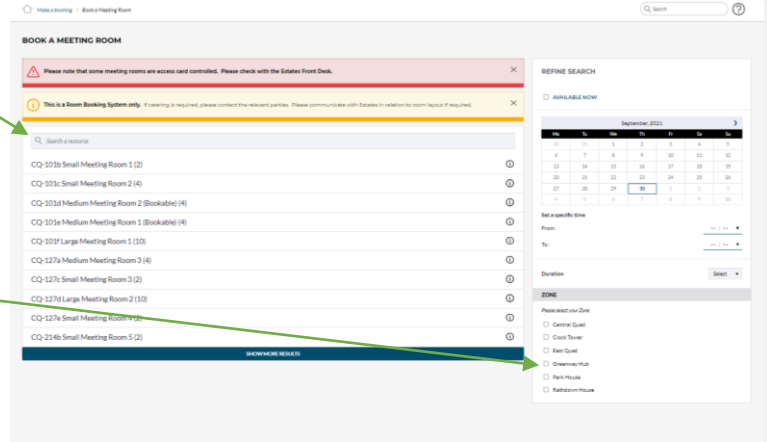 Make a booking / Book a Meeting Room
Search
BOOK A MEETING ROOM
Please note that some meeting rooms are access card controlled. Please check with the Estates Front Desk.
This is a Room Booking System only. If catering is required, please contact the relevant parties. Please communicate with Estates in relation to room layout if required.
Search a resource
CQ-101b Small Meeting Room 1 (2)
CQ-101c Small Meeting Room 2 (4)
CQ-101d Medium Meeting Room 2 (Bookable) (4)
CQ-101e Medium Meeting Room 1 (Bookable) (4)
CQ-101f Large Meeting Room 1 (10)
CQ-127a Medium Meeting Room 3 (4)
CQ-127c Small Meeting Room 3 (2)
CQ-127d Large Meeting Room 2 (10)
CQ-127e Small Meeting Room 4 (2)
CQ-214b Small Meeting Room 5 (2)
SHOW MORE RESULTS
REFINE SEARCH
AVAILABLE NOW
September, 2021
Mo Tu We Th Fr Sa Su
30 31 1 2 3 4 5
6 7 8 9 10 11 12
13 14 15 16 17 18 19
20 21 22 23 24 25 26
27 28 29 30 1 2 3
4 5 6 7 8 9 10
Set a specific time
From: -- : --
To: -- : --
Duration Select
ZONE
Please select your Zone
Central Quad
Clock Tower
East Quad
Greenway Hub
Park House
Rathdown House